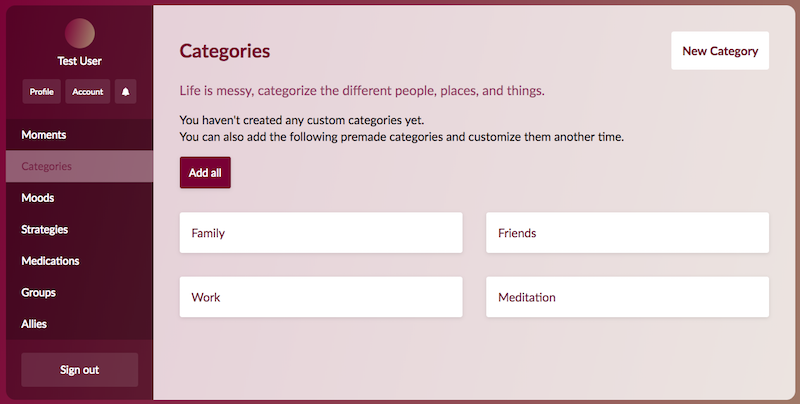 Test User
Profile
Account
Moments
Categories
Moods
Strategies
Medications
Groups
Allies
Sign out
Categories
New Category
Life is messy, categorize the different people, places, and things.
You haven't created any custom categories yet.
You can also add the following premade categories and customize them another time.
Add all
Family
Friends
Work
Meditation